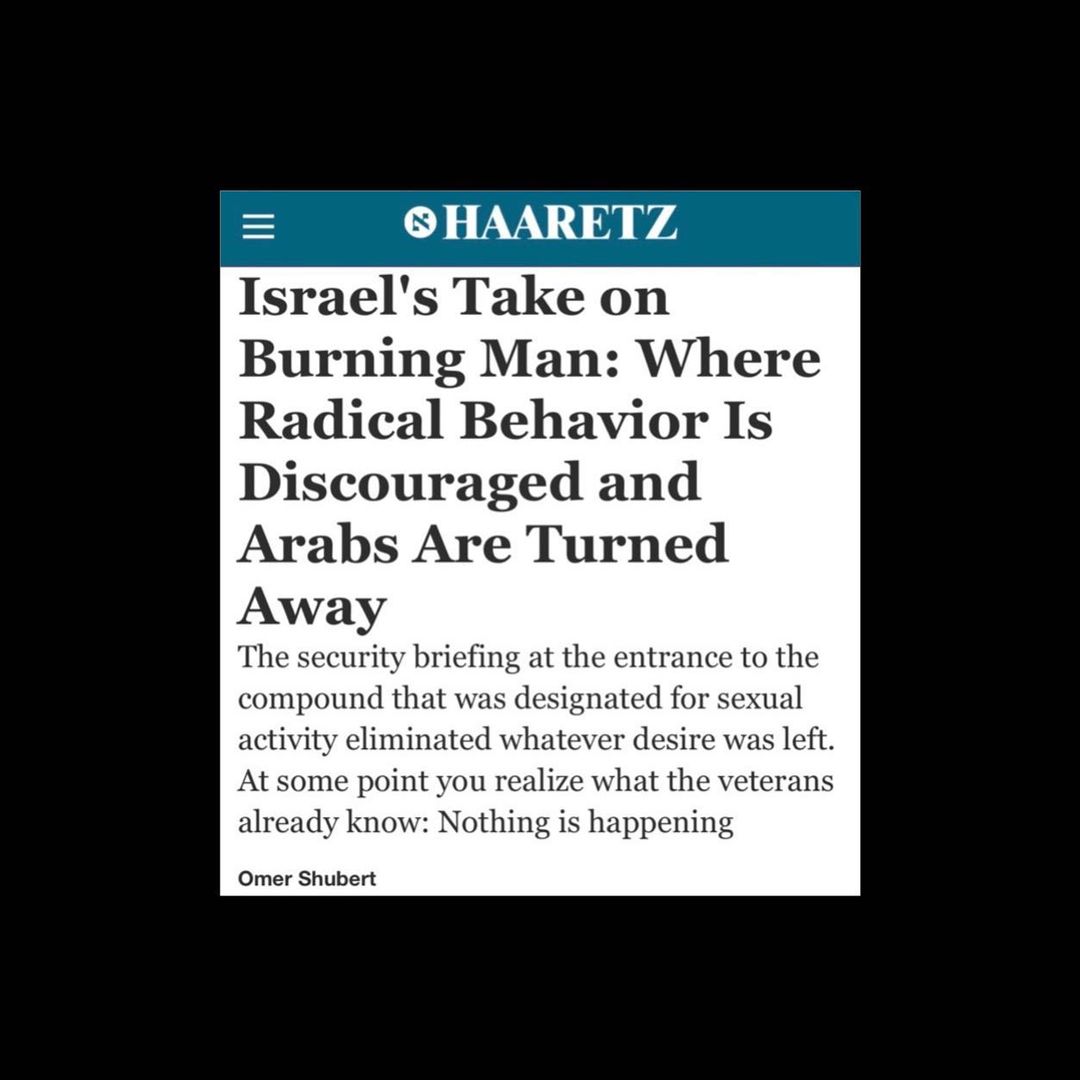 HAARETZ
Israel's Take on
Burning Man: Where
Radical Behavior Is
Discouraged and
Arabs Are Turned
Away
The security briefing at the entrance to the
compound that was designated for sexual
activity eliminated whatever desire was left.
At some point you realize what the veterans
already know: Nothing is happening
Omer Shubert